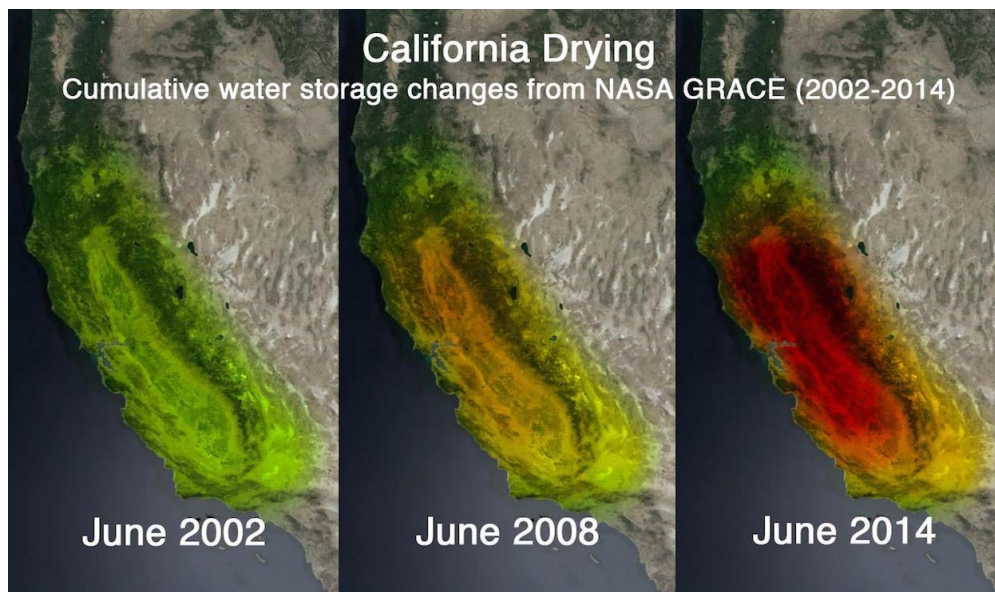 California Drying
Cumulative water storage changes from NASA GRACE (2002-2014)
June 2002
June 2008
June 2014